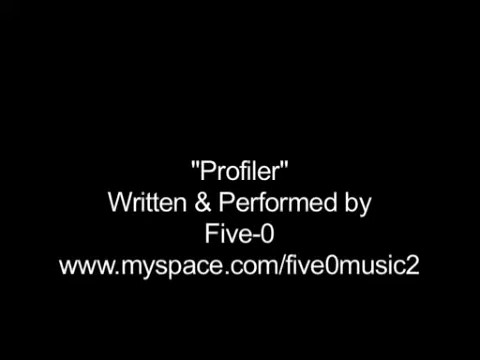 "Profiler"
Written & Performed by
Five-0
www.myspace.com/five0music2